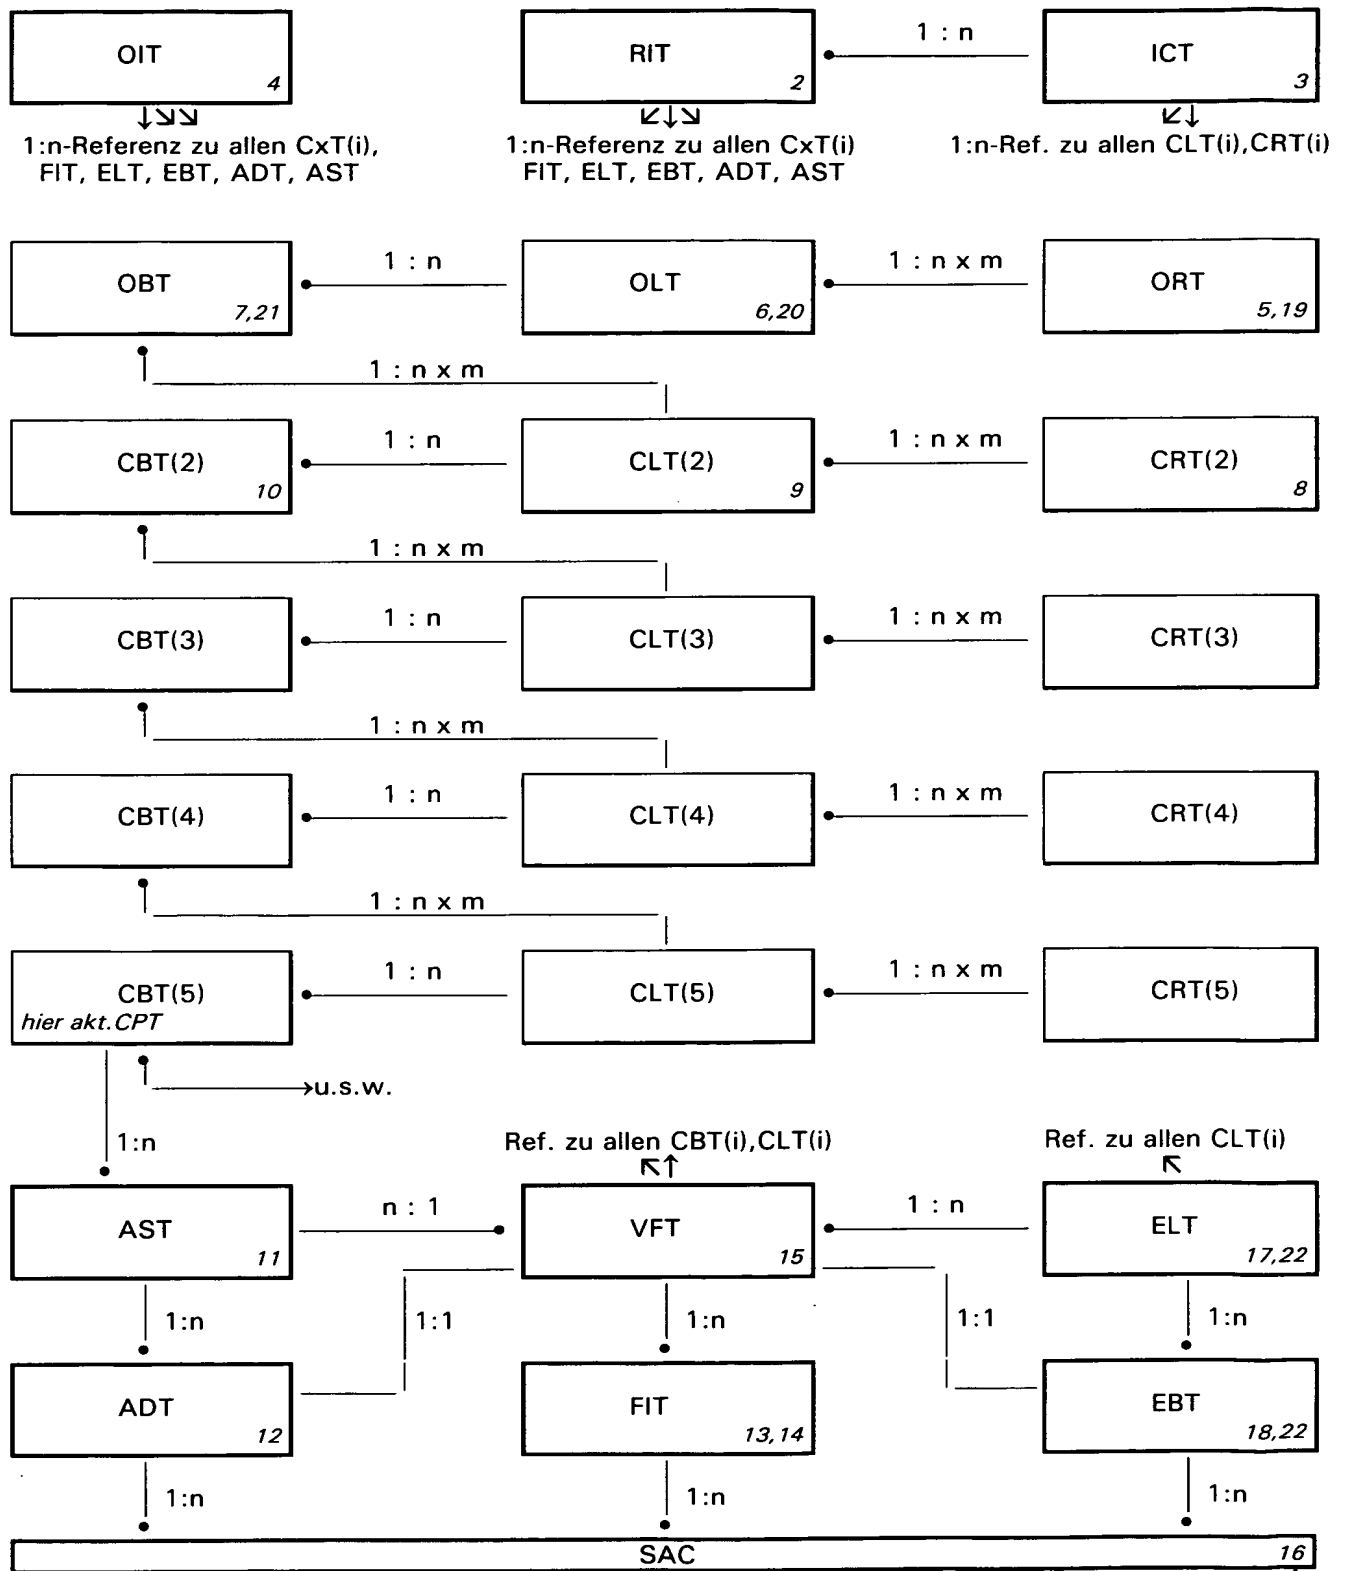 OIT
4
RIT
2
1 : n
ICT
3
↓↘↘
1:n-Referenz zu allen CxT(i),
FIT, ELT, EBT, ADT, AST
↙↓↘
1:n-Referenz zu allen CxT(i)
FIT, ELT, EBT, ADT, AST
↙↓
1:n-Ref. zu allen CLT(i),CRT(i)
OBT
7,21
1 : n
OLT
6,20
1 : n x m
ORT
5,19
1 : n x m
CBT(2)
10
1 : n
CLT(2)
9
1 : n x m
CRT(2)
8
1 : n x m
CBT(3)
1 : n
CLT(3)
1 : n x m
CRT(3)
1 : n x m
CBT(4)
1 : n
CLT(4)
1 : n x m
CRT(4)
1 : n x m
CBT(5)
hier akt.CPT
1 : n
CLT(5)
1 : n x m
CRT(5)
→u.s.w.
1:n
Ref. zu allen CBT(i),CLT(i)
↖↑
Ref. zu allen CLT(i)
↖
AST
11
n : 1
VFT
15
1 : n
ELT
17,22
1:n
1:1
1:n
1:1
1:n
ADT
12
FIT
13,14
EBT
18,22
1:n
1:n
1:n
SAC
16